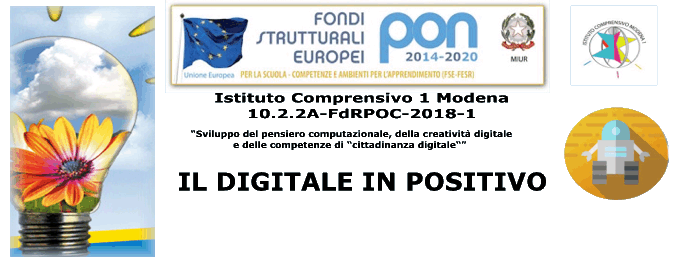 FONDI
STRUTTURALI
EUROPEI
pon
2014-2020
Unione Europea
MIUR
PER LA SCUOLA - COMPETENZE E AMBIENTI PER L'APPRENDIMENTO (FSE-FESR)
ISTITUTO COMPRENSIVO MODENA 1
Istituto Comprensivo 1 Modena
10.2.2A-FdRPOC-2018-1
"Sviluppo del pensiero computazionale, della creatività digitale
e delle competenze di "cittadinanza digitale""
IL DIGITALE IN POSITIVO